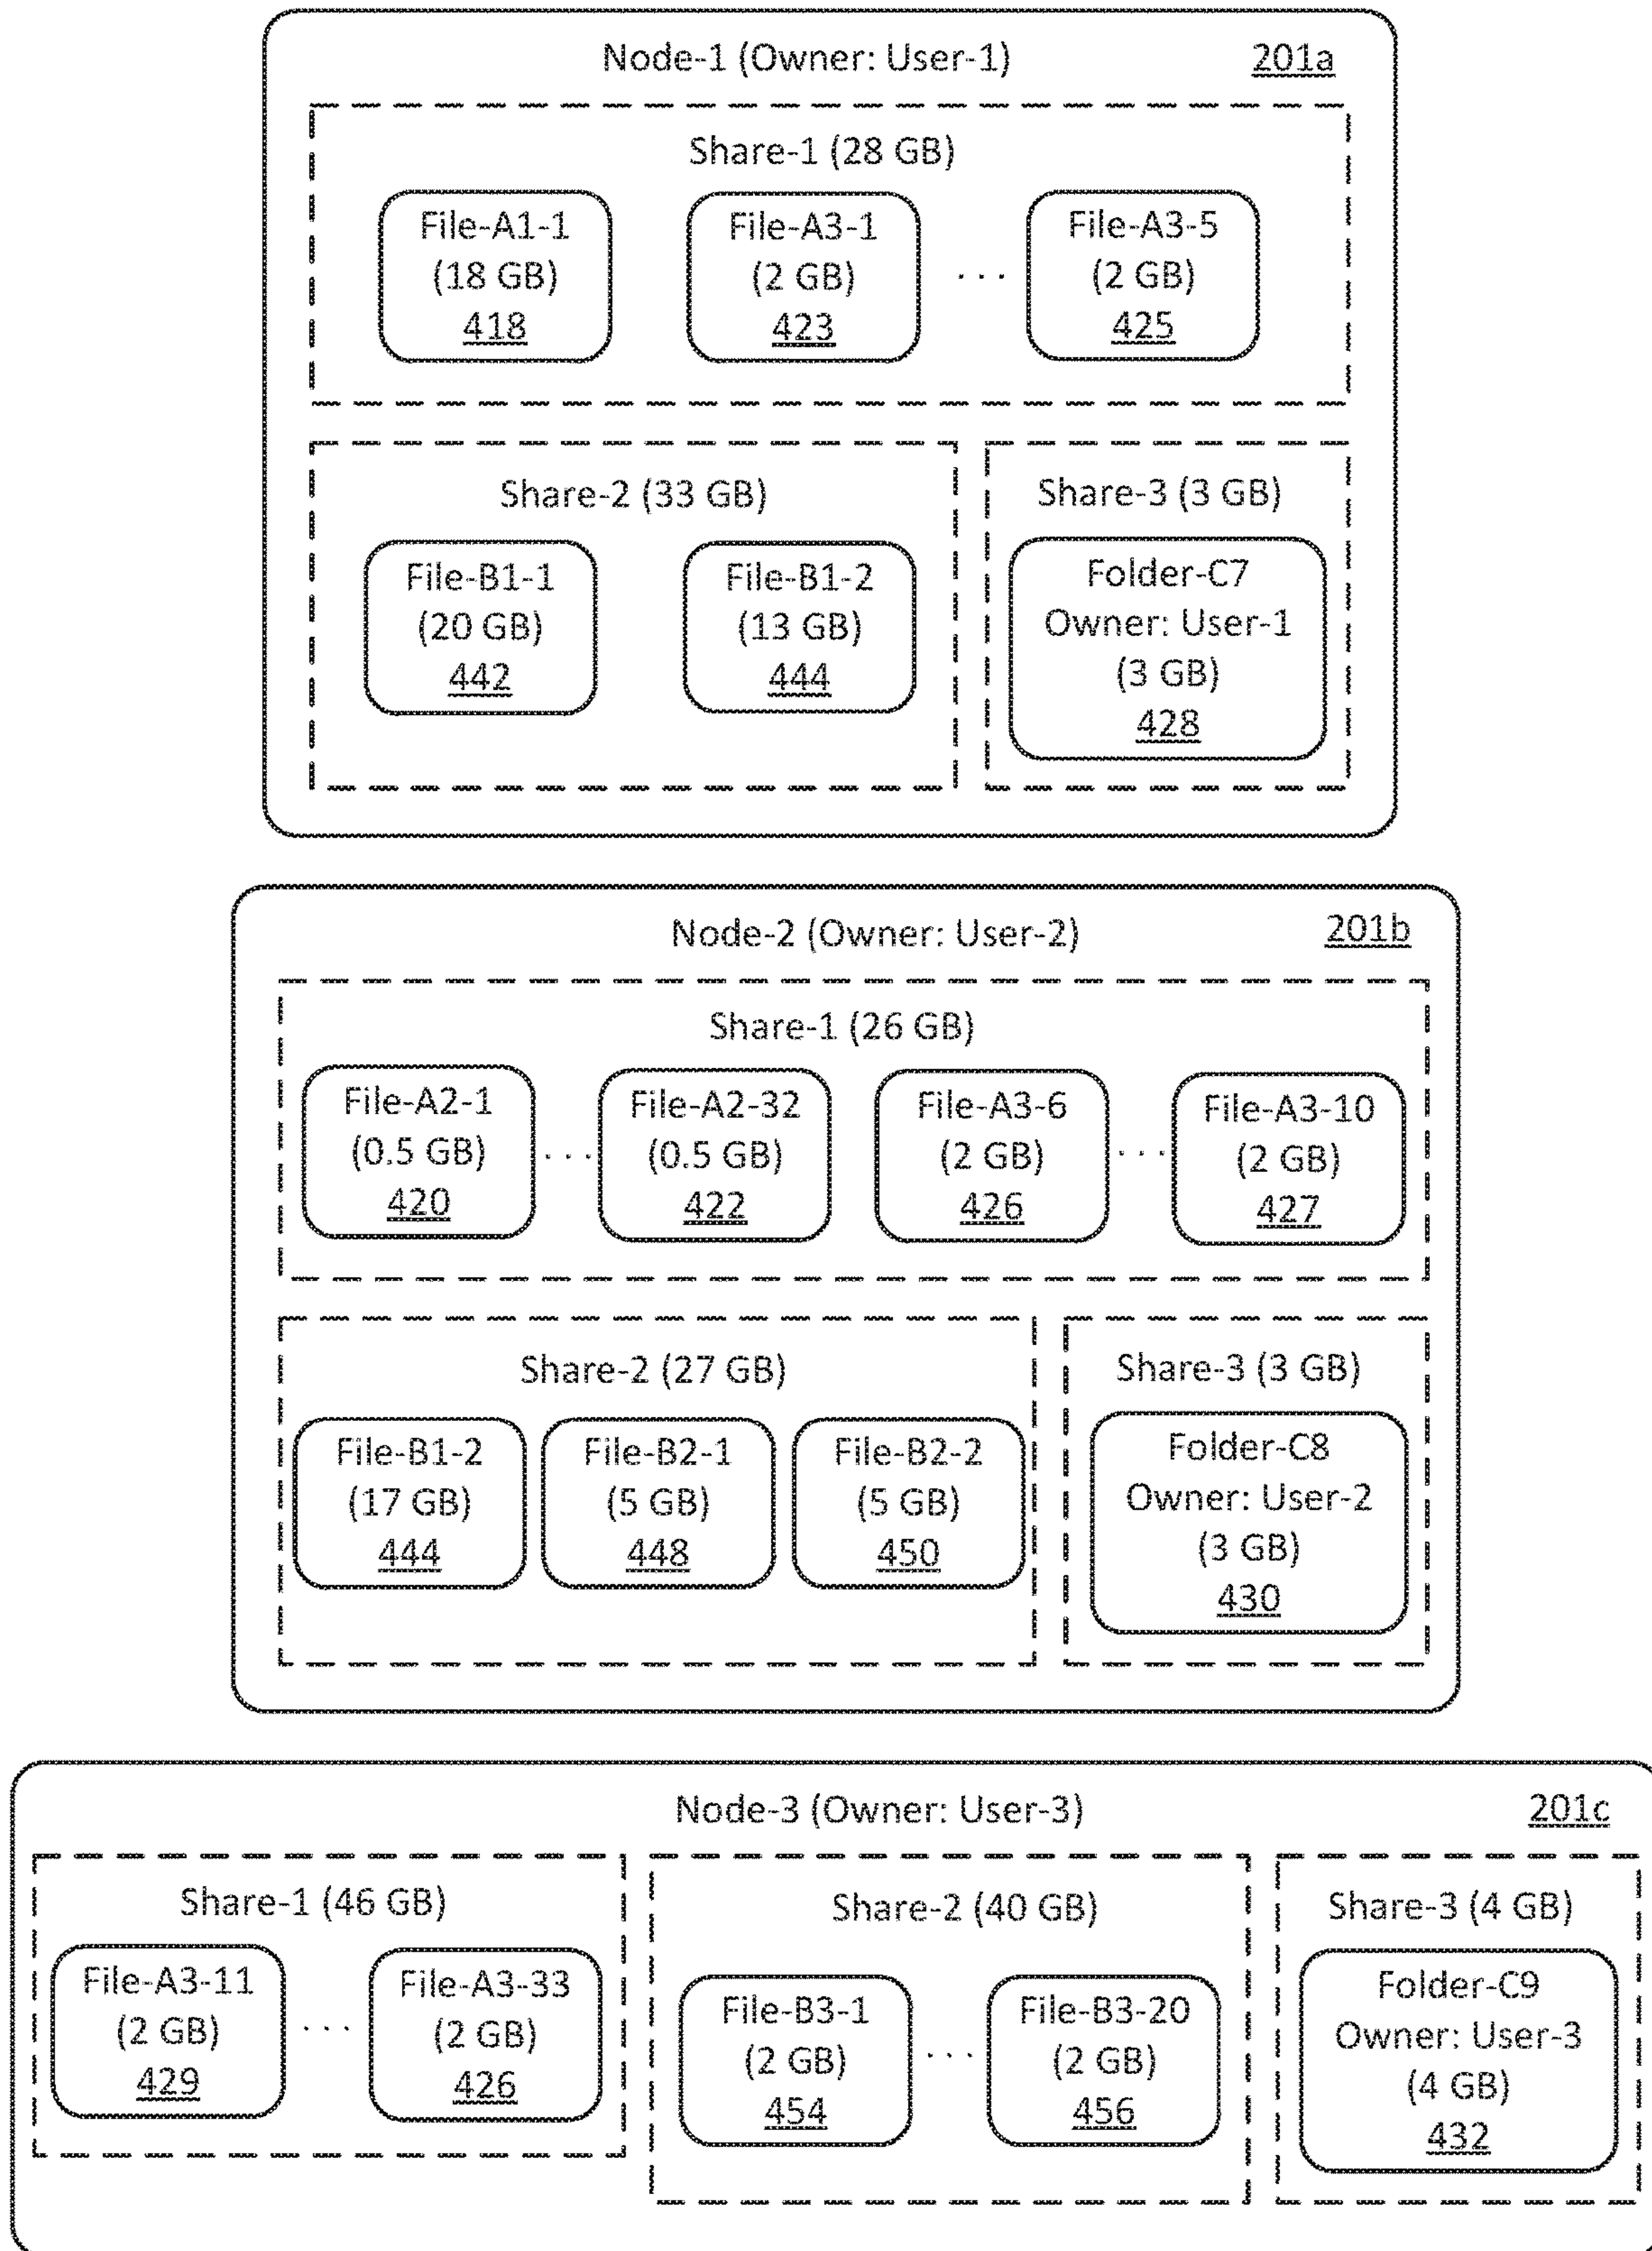 Node-1 (Owner: User-1) 201a
Share-1 (28 GB)
File-A1-1
(18 GB)
418
File-A3-1
(2 GB)
423
. . .
File-A3-5
(2 GB)
425
Share-2 (33 GB)
File-B1-1
(20 GB)
442
File-B1-2
(13 GB)
444
Share-3 (3 GB)
Folder-C7
Owner: User-1
(3 GB)
428
Node-2 (Owner: User-2) 201b
Share-1 (26 GB)
File-A2-1
(0.5 GB)
420
. . .
File-A2-32
(0.5 GB)
422
File-A3-6
(2 GB)
426
. . .
File-A3-10
(2 GB)
427
Share-2 (27 GB)
File-B1-2
(17 GB)
444
File-B2-1
(5 GB)
448
File-B2-2
(5 GB)
450
Share-3 (3 GB)
Folder-C8
Owner: User-2
(3 GB)
430
Node-3 (Owner: User-3) 201c
Share-1 (46 GB)
File-A3-11
(2 GB)
429
. . .
File-A3-33
(2 GB)
426
Share-2 (40 GB)
File-B3-1
(2 GB)
454
. . .
File-B3-20
(2 GB)
456
Share-3 (4 GB)
Folder-C9
Owner: User-3
(4 GB)
432